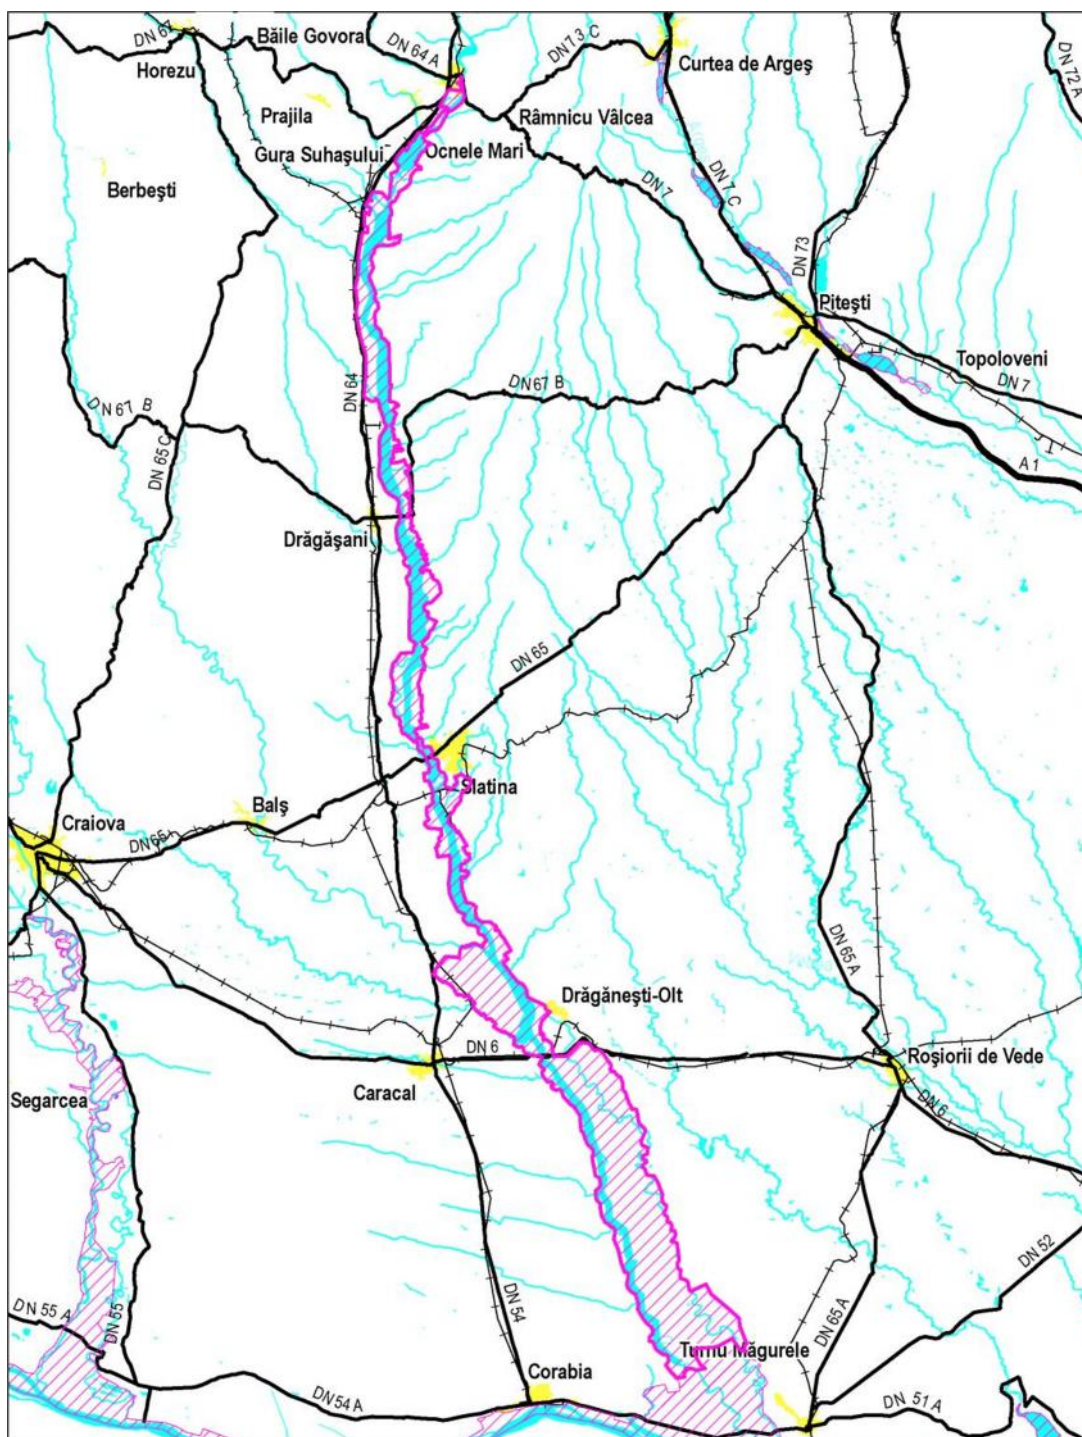 DN 67
Băile Govora
DN 64 A
DN 73 C
Curtea de Argeş
DN 72 A
Horezu
Prajila
Râmnicu Vâlcea
Gura Suhaşului
Ocnele Mari
Berbeşti
DN 7
DN 7 C
DN 73
Piteşti
Topoloveni
DN 7
DN 64
DN 67 B
DN 67 B
DN 65 C
A 1
Drăgăşani
DN 65
Slatina
Balş
Craiova
DN 65
DN 65 A
Drăgăneşti-Olt
DN 6
Roşiorii de Vede
Caracal
DN 6
Segarcea
DN 52
DN 55 A
DN 55
DN 54
DN 65 A
Turnu Măgurele
Corabia
DN 54 A
DN 51 A